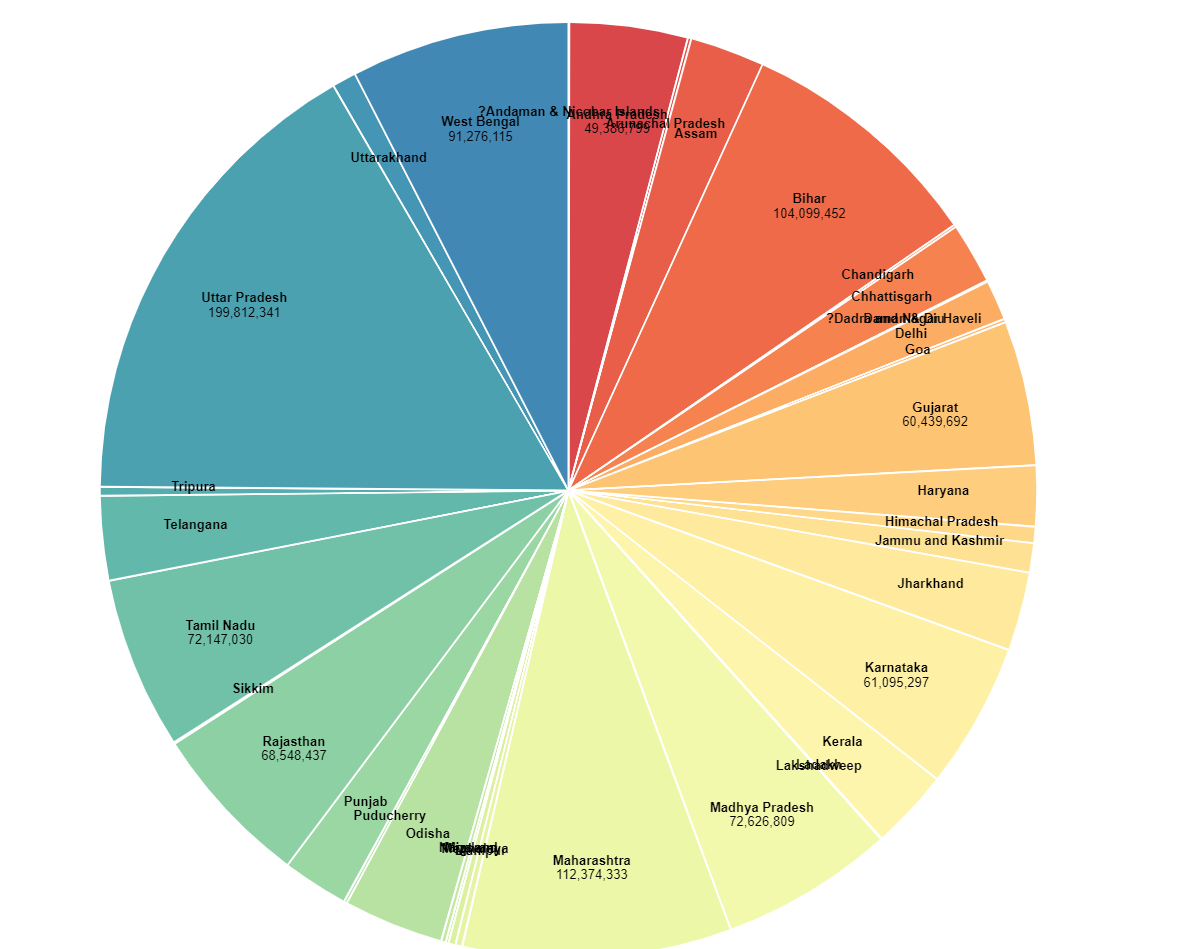 ?Andaman & Nicobar Islands
Andhra Pradesh
49,386,799
Arunachal Pradesh
Assam
West Bengal
91,276,115
Uttarakhand
Bihar
104,099,452
Chandigarh
Chhattisgarh
?Dadra and Nagar Haveli
Daman & Diu
Delhi
Goa
Uttar Pradesh
199,812,341
Gujarat
60,439,692
Haryana
Himachal Pradesh
Jammu and Kashmir
Jharkhand
Tripura
Telangana
Tamil Nadu
72,147,030
Karnataka
61,095,297
Sikkim
Rajasthan
68,548,437
Kerala
Ladakh
Lakshadweep
Punjab
Puducherry
Madhya Pradesh
72,626,809
Odisha
Maharashtra
112,374,333